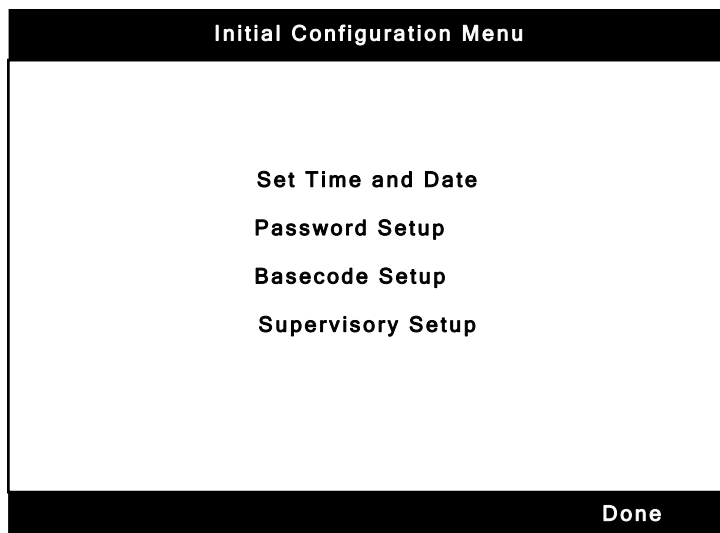 Initial Configuration Menu
Set Time and Date
Password Setup
Basecode Setup
Supervisory Setup
Done